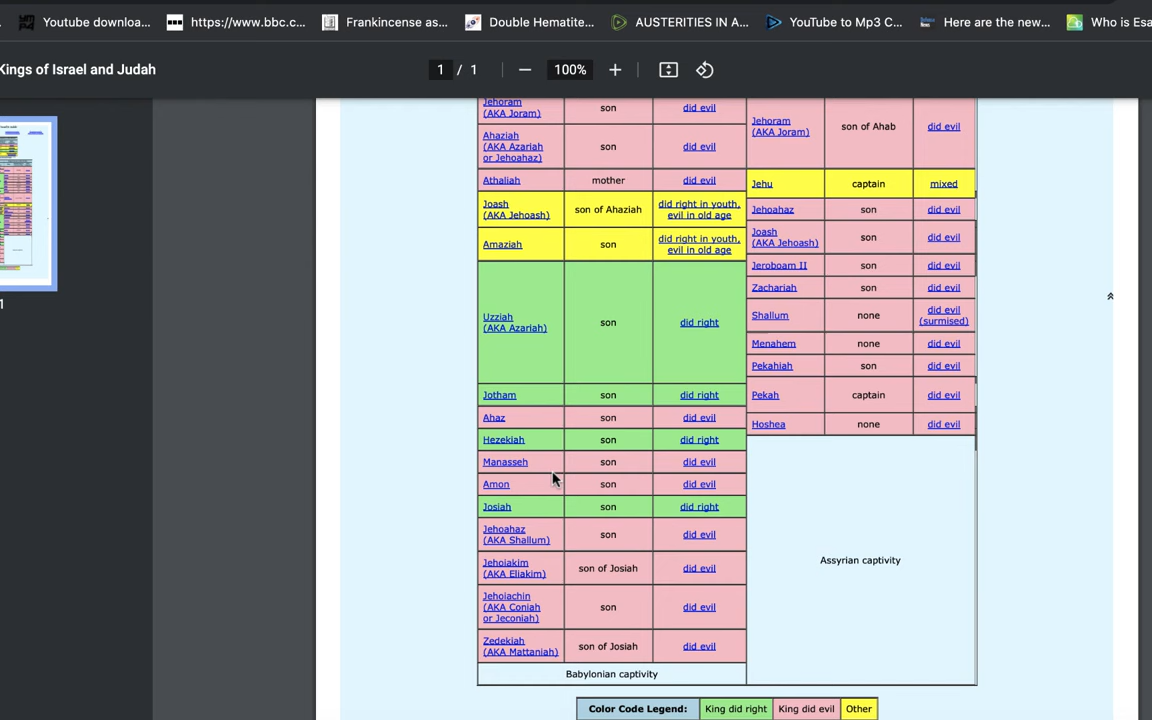 Youtube downloa...
https://www.bbc.c...
Frankincense as...
Double Hematite...
AUSTERITIES IN A...
YouTube to Mp3 C...
Here are the new...
Who is Esa
Kings of Israel and Judah
1 / 1
100%
1
Jehoram
(AKA Joram)
son
did evil
Ahaziah
(AKA Azariah
or Jehoahaz)
son
did evil
Athaliah
mother
did evil
Joash
(AKA Jehoash)
son of Ahaziah
did right in youth,
evil in old age
Amaziah
son
did right in youth,
evil in old age
Uzziah
(AKA Azariah)
son
did right
Jotham
son
did right
Ahaz
son
did evil
Hezekiah
son
did right
Manasseh
son
did evil
Amon
son
did evil
Josiah
son
did right
Jehoahaz
(AKA Shallum)
son
did evil
Jehoiakim
(AKA Eliakim)
son of Josiah
did evil
Jehoiachin
(AKA Coniah
or Jeconiah)
son
did evil
Zedekiah
(AKA Mattaniah)
son of Josiah
did evil
Babylonian captivity
Jehoram
(AKA Joram)
son of Ahab
did evil
Jehu
captain
mixed
Jehoahaz
son
did evil
Joash
(AKA Jehoash)
son
did evil
Jeroboam II
son
did evil
Zachariah
son
did evil
Shallum
none
did evil
(surmised)
Menahem
none
did evil
Pekahiah
son
did evil
Pekah
captain
did evil
Hoshea
none
did evil
Assyrian captivity
Color Code Legend:
King did right
King did evil
Other